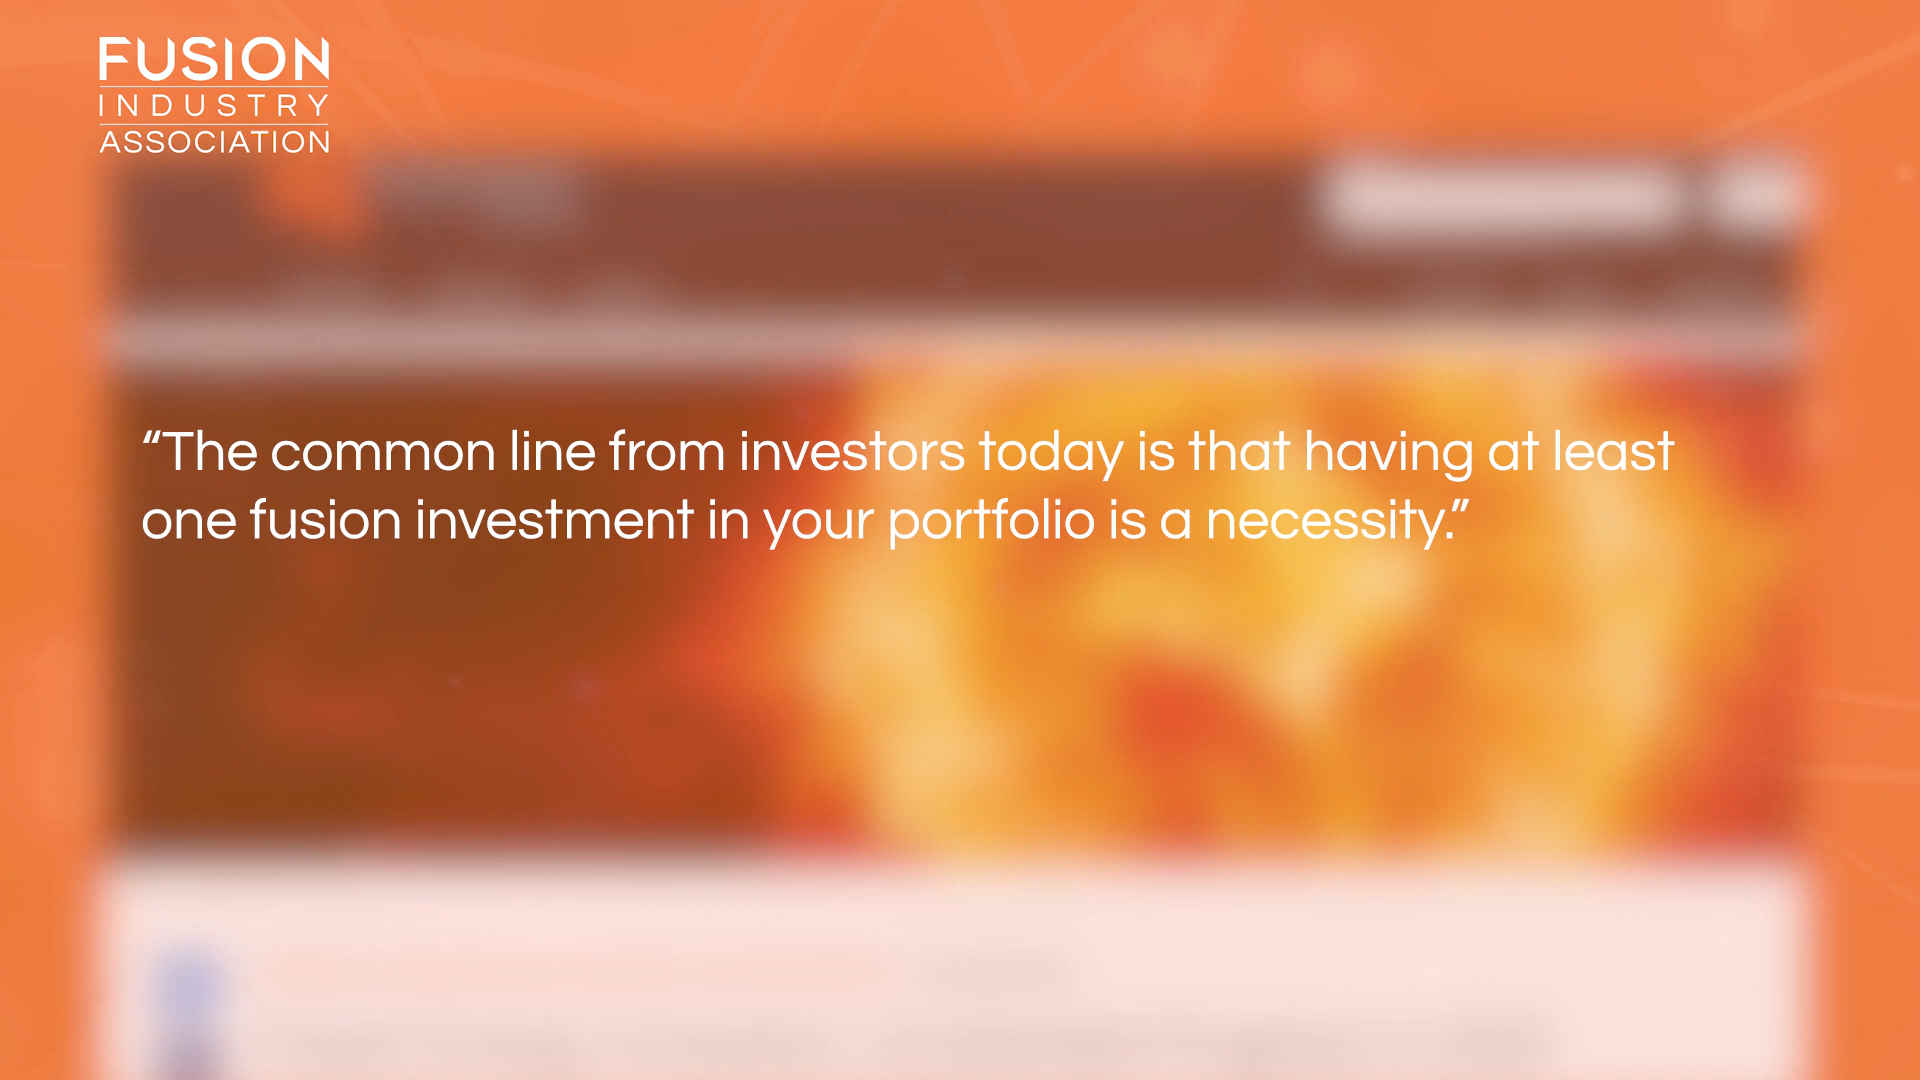 FUSION
INDUSTRY
ASSOCIATION
“The common line from investors today is that having at least
one fusion investment in your portfolio is a necessity.”